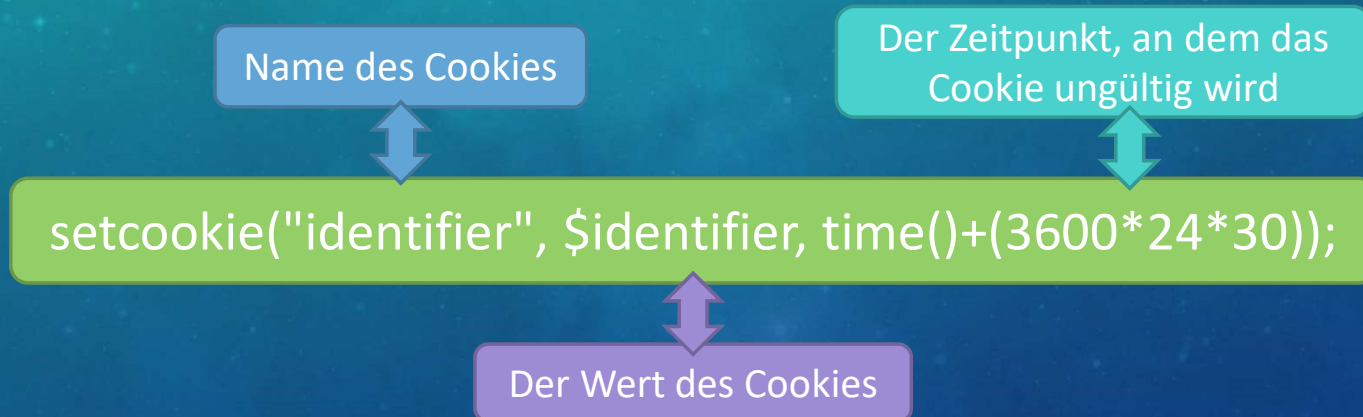 Name des Cookies
Der Zeitpunkt, an dem das
Cookie ungültig wird
setcookie("identifier", $identifier, time()+(3600*24*30));
Der Wert des Cookies